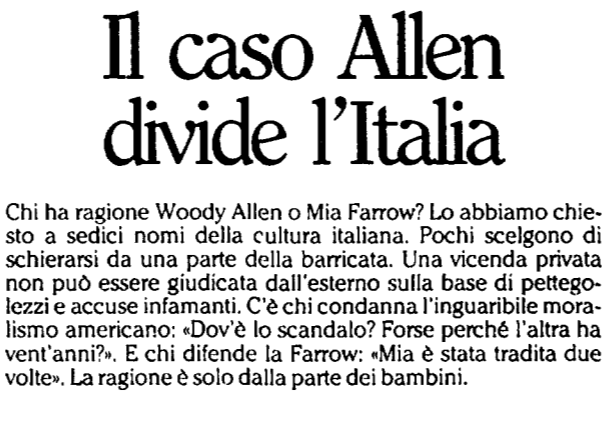 Il caso Allen
divide l'Italia
Chi ha ragione Woody Allen o Mia Farrow? Lo abbiamo chie-
sto a sedici nomi della cultura italiana. Pochi scelgono di
schierarsi da una parte della barricata. Una vicenda privata
non può essere giudicata dall'esterno sulla base di pettego-
lezzi e accuse infamanti. C'è chi condanna l'inguaribile mora-
lismo americano: «Dov'è lo scandalo? Forse perché l'altra ha
vent'anni?». E chi difende la Farrow: «Mia è stata tradita due
volte». La ragione è solo dalla parte dei bambini.